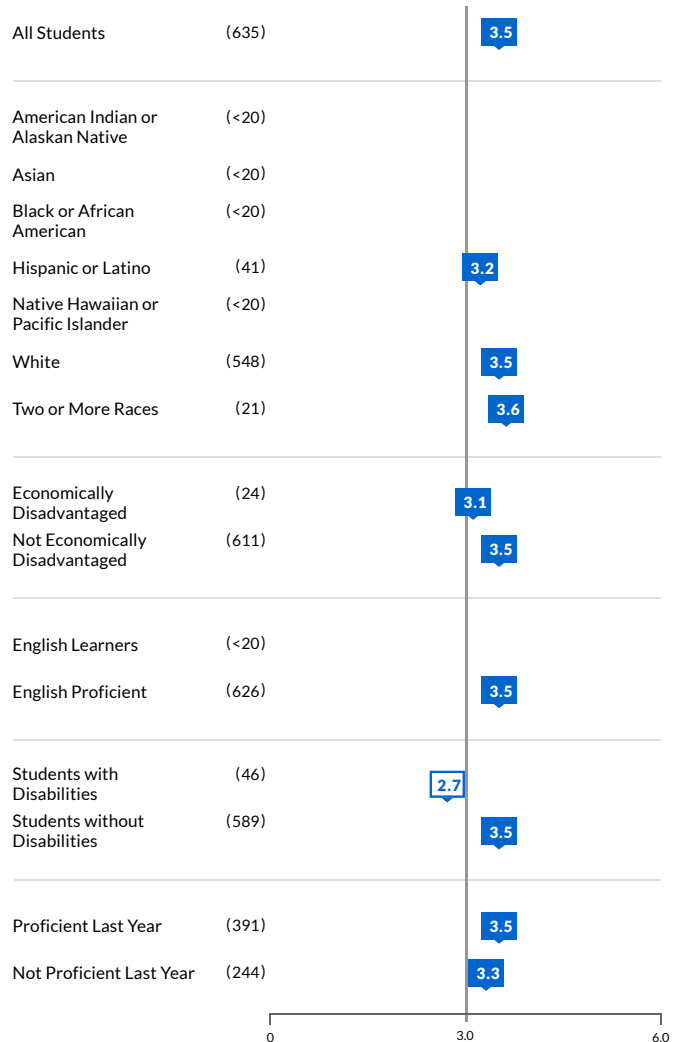 All Students (635) 3.5
American Indian or (<20)
Alaskan Native
Asian (<20)
Black or African (<20)
American
Hispanic or Latino (41) 3.2
Native Hawaiian or (<20)
Pacific Islander
White (548) 3.5
Two or More Races (21) 3.6
Economically (24) 3.1
Disadvantaged
Not Economically (611) 3.5
Disadvantaged
English Learners (<20)
English Proficient (626) 3.5
Students with (46) 2.7
Disabilities
Students without (589) 3.5
Disabilities
Proficient Last Year (391) 3.5
Not Proficient Last Year (244) 3.3
0 3.0 6.0